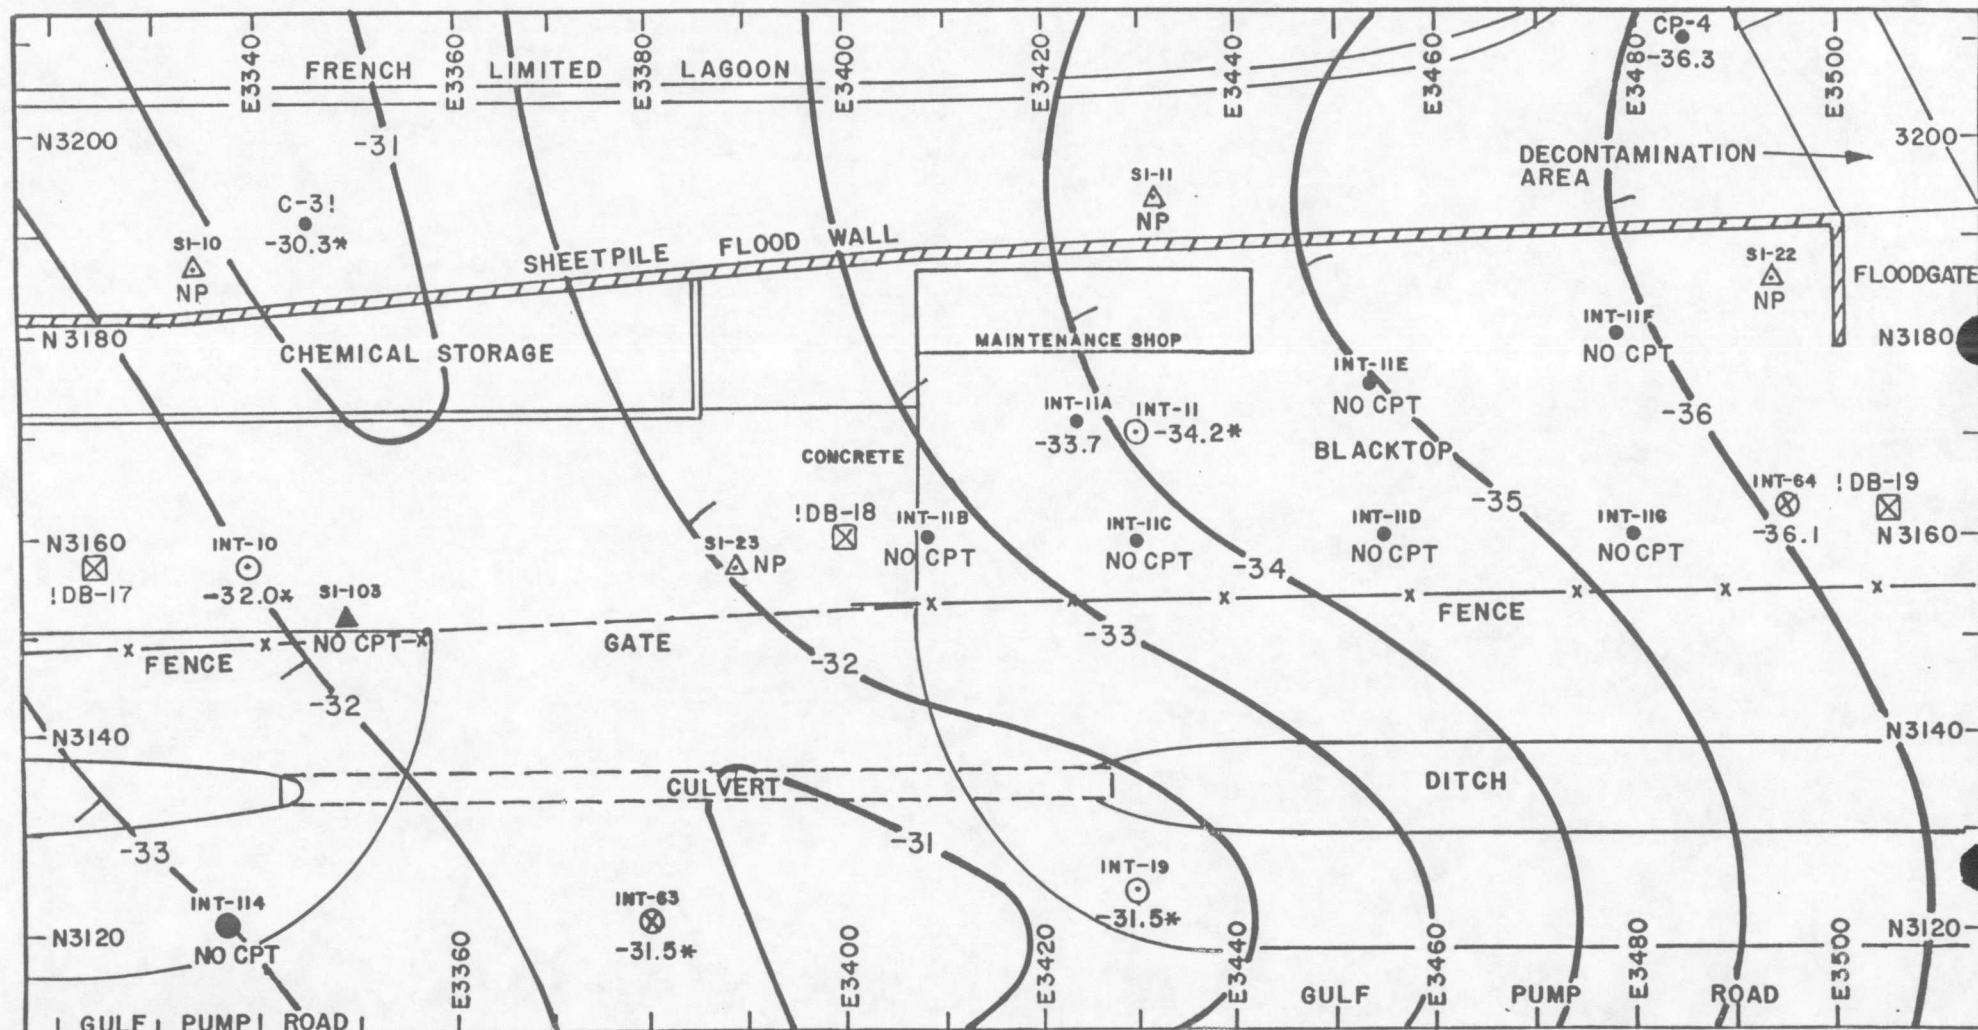 E3340
E3360
E3380
E3400
E3420
E3440
E3460
E3480
E3500
CP-4
-36.3
FRENCH LIMITED LAGOON
N3200
-31
3200
DECONTAMINATION
AREA
SI-11
NP
C-3!
-30.3*
SI-10
NP
SHEETPILE FLOOD WALL
SI-22
NP
FLOODGATE
N3180
CHEMICAL STORAGE
MAINTENANCE SHOP
INT-11F
NO CPT
N3180
INT-11E
NO CPT
INT-11A
-33.7
INT-11
-34.2*
-36
BLACKTOP
CONCRETE
-35
INT-64
-36.1
!DB-19
N3160
N3160
!DB-17
INT-10
-32.0*
SI-103
NO CPT
SI-23
NP
!DB-18
INT-11B
NO CPT
INT-11C
NO CPT
-34
INT-11D
NO CPT
INT-11G
NO CPT
FENCE
FENCE
GATE
-33
-32
-32
N3140
N3140
CULVERT
DITCH
-33
-31
INT-114
NO CPT
INT-63
-31.5*
INT-19
-31.5*
N3120
N3120
E3360
E3400
E3420
E3440
E3460
E3480
E3500
GULF PUMP ROAD
GULF PUMP ROAD